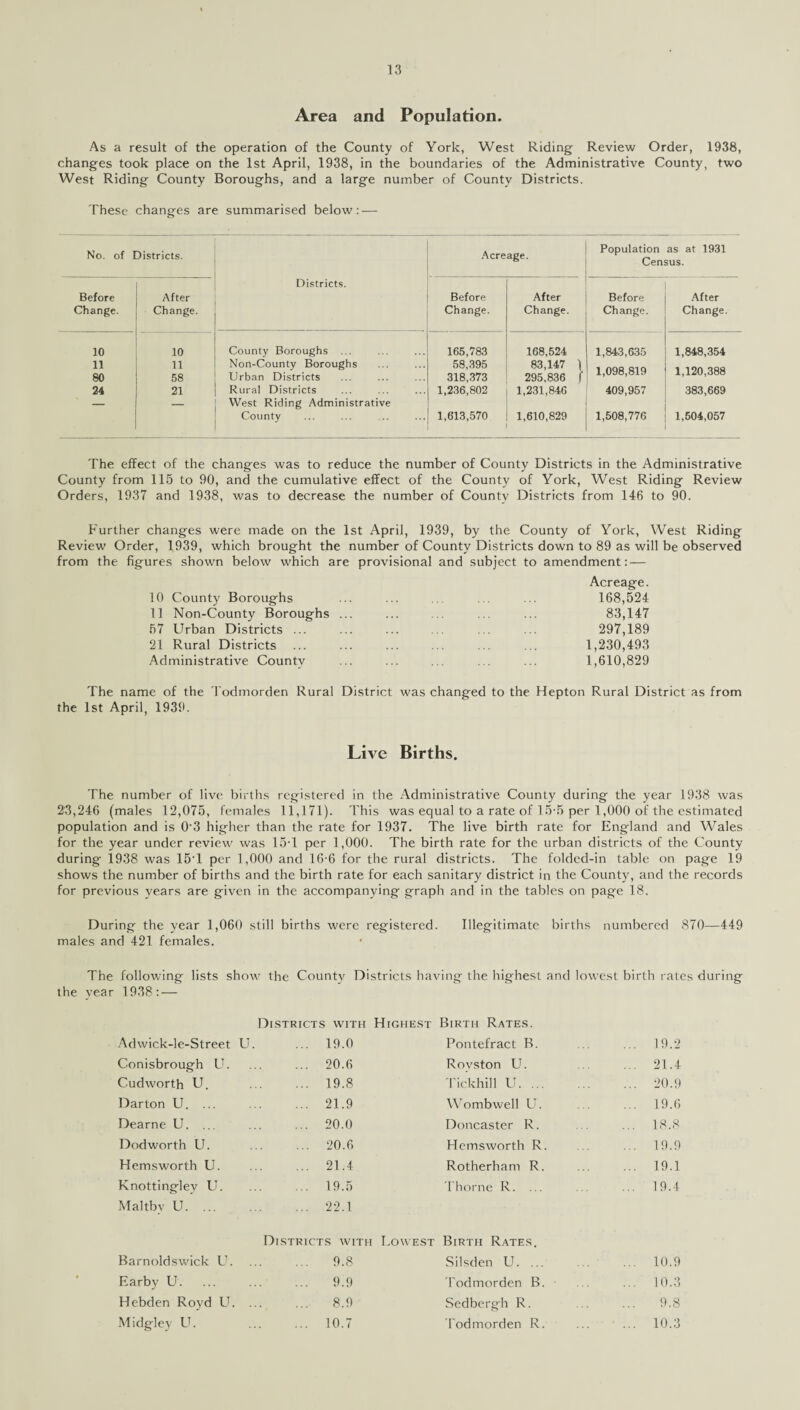 13
Area and Population.
As a result of the operation of the County of York, West Riding Review Order, 1938,
changes took place on the 1st April, 1938, in the boundaries of the Administrative County, two
West Riding County Boroughs, and a large number of County Districts.
These changes are summarised below:—
No. of Districts. Districts. Acreage. Population as at 1931 Census.
Before Change. After Change. Before Change. After Change. Before Change. After Change.
10 10 County Boroughs ... ... ... 165,783 168,524 1,843,635 1,848,354
11 11 Non-County Boroughs ... ... 58,395 83,147 } 1,098,819 1,120,388
80 58 Urban Districts ... ... ... 318,373 295,836 }
24 21 Rural Districts ... ... ... 1,236,802 1,231,846 409,957 383,669
— — West Riding Administrative
County ... ... ... ... 1,613,570 1,610,829 1,508,776 1,504,057
The effect of the changes was to reduce the number of County Districts in the Administrative
County from 115 to 90, and the cumulative effect of the County of York, West Riding Review
Orders, 1937 and 1938, was to decrease the number of County Districts from 146 to 90.
Further changes were made on the 1st April, 1939, by the County of York, West Riding
Review Order, 1939, which brought the number of County Districts down to 89 as will be observed
from the figures shown below which are provisional and subject to amendment:—
Acreage.
10 County Boroughs ... ... ... ... ... 168,524
11 Non-County Boroughs ... ... ... ... ... 83,147
57 Urban Districts ... ... ... ... ... ... 297,189
21 Rural Districts ... ... ... ... ... ... 1,230,493
Administrative County ... ... ... ... ... 1,610,829
The name of the Todmorden Rural District was changed to the Hepton Rural District as from
the 1st April, 1939.
Live Births.
The number of live births registered in the Administrative County during the year 1938 was
23,246 (males 12,075, females 11,171). This was equal to a rate of 15·5 per 1,000 of the estimated
population and is 0·3 higher than the rate for 1937. The live birth rate for England and Wales
for the year under review was 15·1 per 1,000. The birth rate for the urban districts of the County
during 1938 was 15·1 per 1,000 and 16·6 for the rural districts. The folded-in table on page 19
shows the number of births and the birth rate for each sanitary district in the County, and the records
for previous years are given in the accompanying graph and in the tables on page 18.
During the year 1,060 still births were registered. Illegitimate births numbered 870—449
males and 421 females.
The following lists show the County Districts having the highest and lowest birth rates during
the year 1938:—
Districts with Highest Birth Rates.
Adwick-le-Street U. ... 19.0 Pontefract B. ... ... 19.2
Conisbrough U. ... ... 20.6 Royston U. ... ... 21.4
Cudworth U. ... ... 19.8 Tickhill U. ... ... ... 20.9
Darton U. ... ... ... 21.9 Wombwell U. ... ... 19.6
Dearne U. ... ... ... 20.0 Doncaster R. ... ... 18.8
Dodworth U. ... ... 20.6 Hemsworth R. ... ... 19.9
Hemsworth U. ... ... 21.4 Rotherham R. ... ... 19.1
Knottingley U. ... ... 19.5 Thorne R. ... ... ... 19.4
Maltby U. ... ... ... 22.1
Districts with Lowest Birth Rates.
Barnoldswick U. ... ... 9.8 Silsden U. ... ... ... 10.9
Earby U. ... ... ... 9.9 Todmorden B. ... ... 10.3
Hebden Royd U. ... ... 8.9 Sedbergh R. ... ... 9.8
Midgley U. ... ... 10.7 Todmorden R. ... ... 10.3